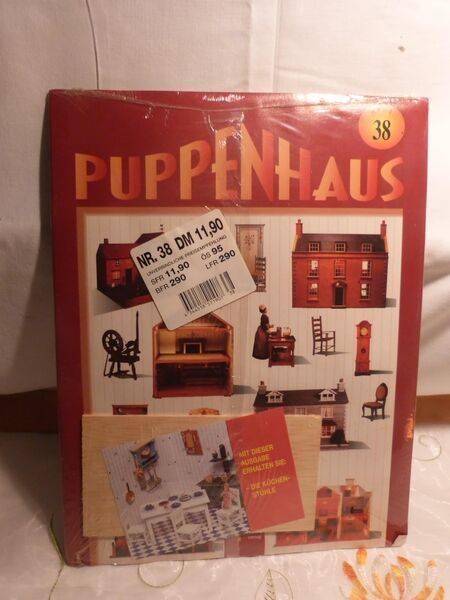 38
PUPPENHAUS
NR. 38 DM 11,90
UNVERBINDLICHE PREISEMPFEHLUNG
SFR 11,90 ÖS 95
BFR 290 LFR 290
MIT DIESER
AUSGABE
ERHALTEN SIE:
- DIE KÜCHEN-
STÜHLE